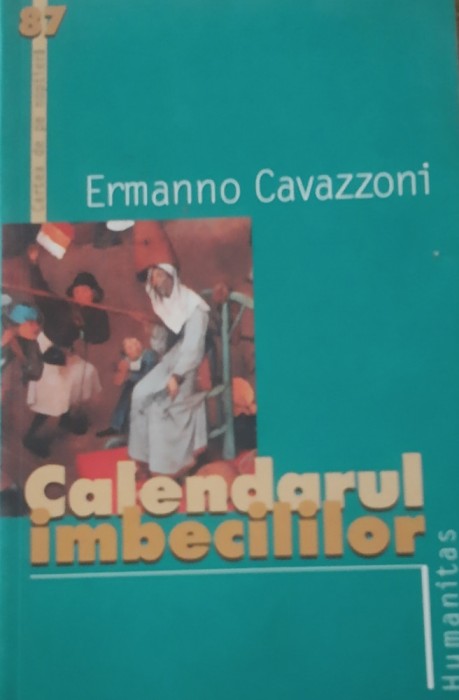 87
Cartea de pe noptieră
Ermanno Cavazzoni
Calendarul
imbecililor
Humanitas